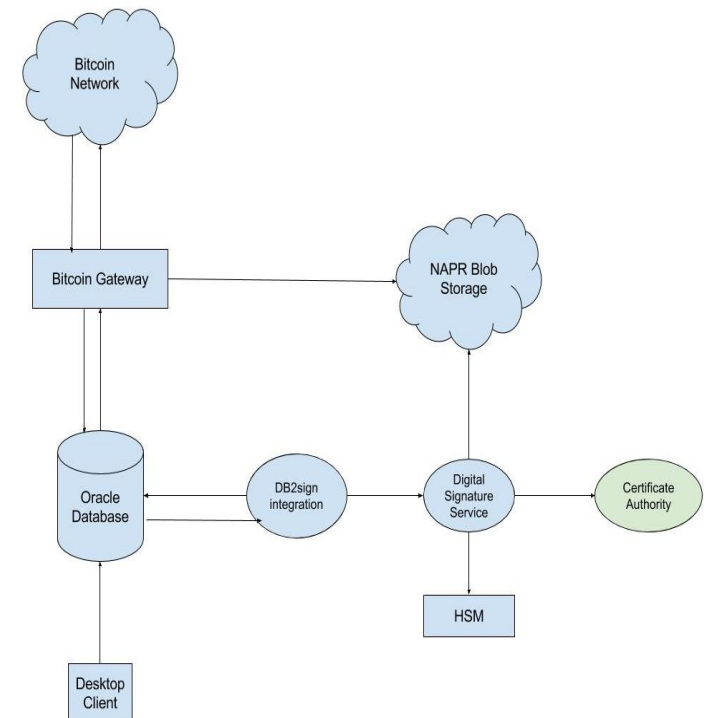 Bitcoin
Network
NAPR Blob
Storage
Bitcoin Gateway
Oracle
Database
DB2sign
integration
Digital
Signature
Service
Certificate
Authority
HSM
Desktop
Client